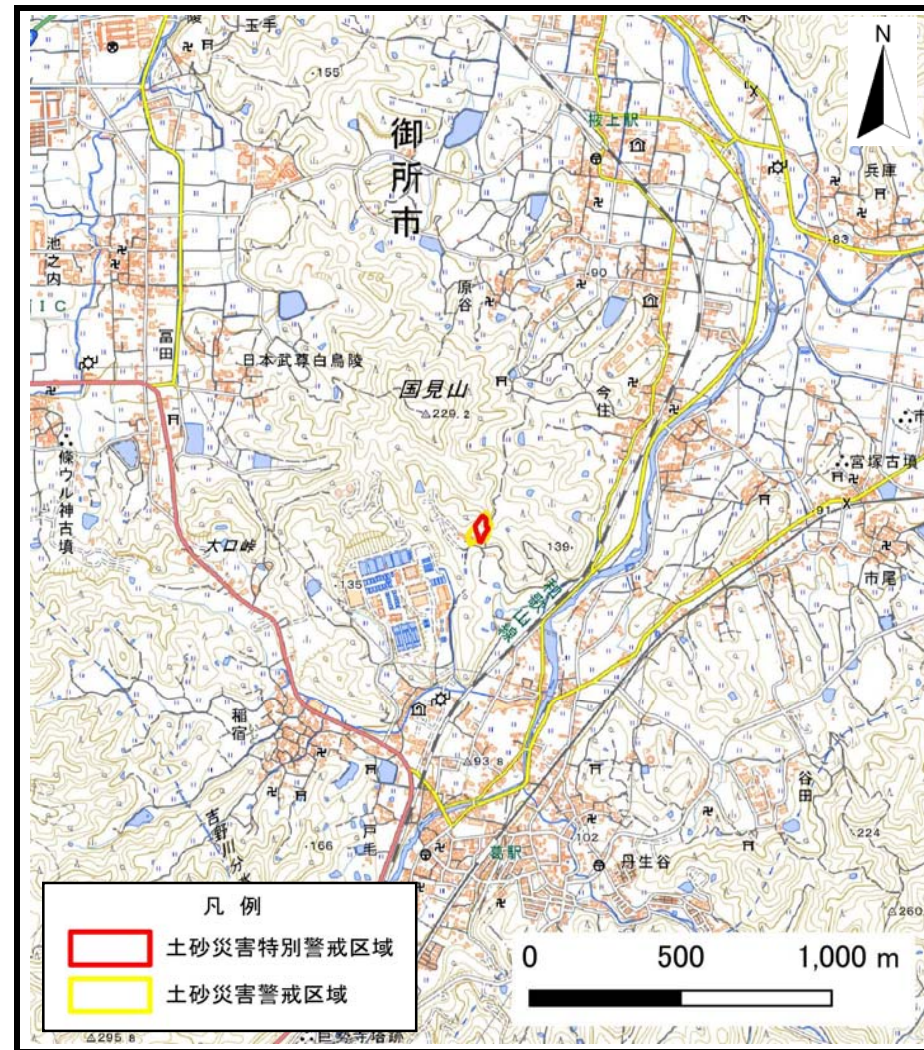 玉手
155
N
掖上駅
御所市
兵庫
83
池之内
原谷
90
IC
冨田
日本武尊白鳥陵
国見山
229.2
今住
宮塚古墳
條ウル神古墳
91
大口峠
139
135
市尾
和歌山線
稲宿
93.8
谷田
戸毛
166
102
224
葛駅
丹生谷
吉野川分水
260
凡 例
土砂災害特別警戒区域
土砂災害警戒区域
0 500 1,000 m
295.8
巨勢寺塔跡